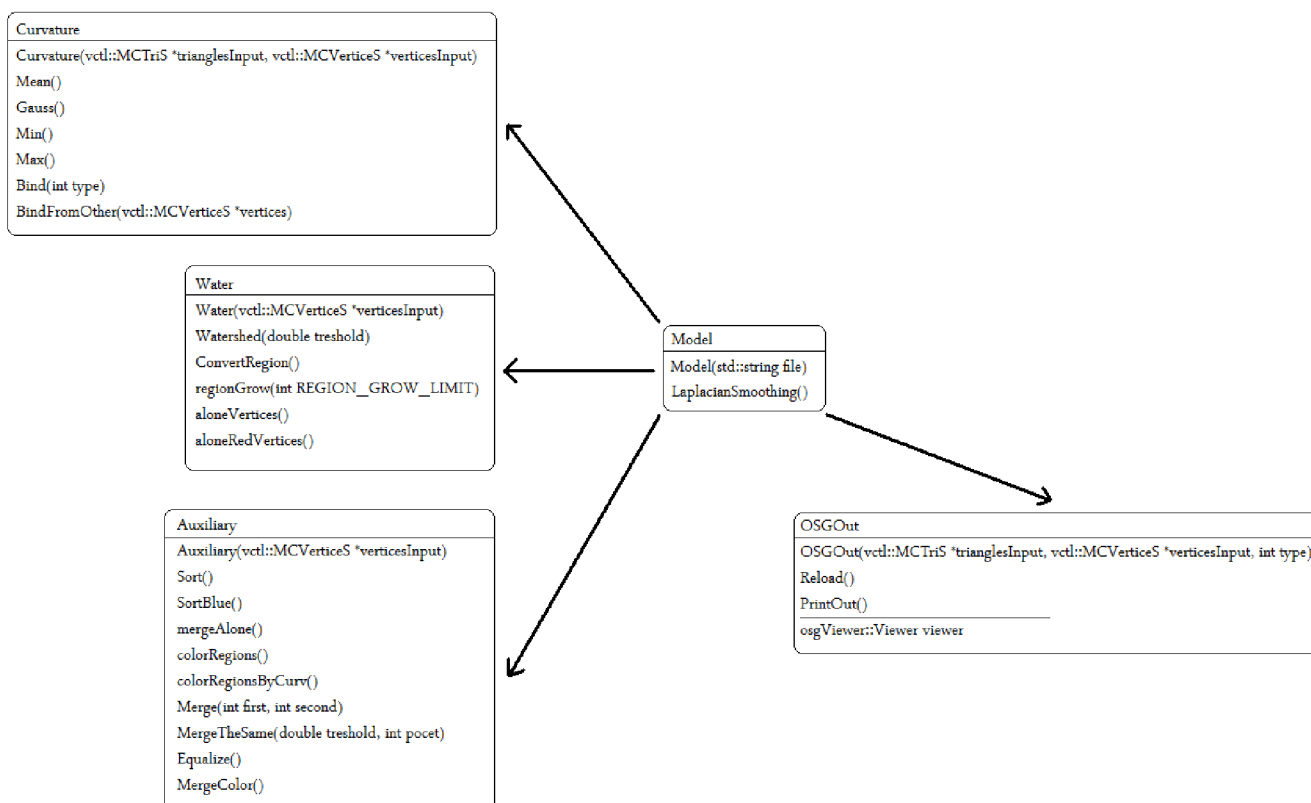 Curvature
Curvature(vctl::MCTriS *trianglesInput, vctl::MCVerticeS *verticesInput)
Mean()
Gauss()
Min()
Max()
Bind(int type)
BindFromOther(vctl::MCVerticeS *vertices)
Water
Water(vctl::MCVerticeS *verticesInput)
Watershed(double treshold)
ConvertRegion()
regionGrow(int REGION_GROW_LIMIT)
aloneVertices()
aloneRedVertices()
Model
Model(std::string file)
LaplacianSmoothing()
Auxiliary
Auxiliary(vctl::MCVerticeS *verticesInput)
Sort()
SortBlue()
mergeAlone()
colorRegions()
colorRegionsByCurv()
Merge(int first, int second)
MergeTheSame(double treshold, int pocet)
Equalize()
MergeColor()
OSGOut
OSGOut(vctl::MCTriS *trianglesInput, vctl::MCVerticeS *verticesInput, int type)
Reload()
PrintOut()
osgViewer::Viewer viewer